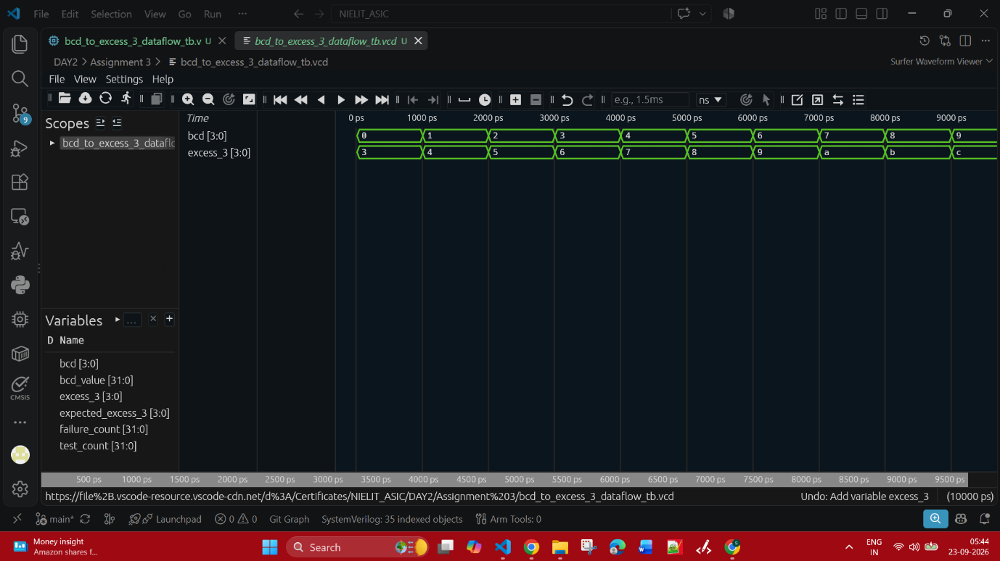 File Edit Selection View Go Run ... NIELIT_ASIC
bcd_to_excess_3_dataflow_tb.v U bcd_to_excess_3_dataflow_tb.vcd U
DAY2 > Assignment 3 > bcd_to_excess_3_dataflow_tb.vcd Surfer Waveform Viewer
File View Settings Help
e.g., 1.5ms ns
Scopes Time 0 ps 1000 ps 2000 ps 3000 ps 4000 ps 5000 ps 6000 ps 7000 ps 8000 ps 9000 ps
bcd_to_excess_3_dataflo bcd [3:0] 0 1 2 3 4 5 6 7 8 9
excess_3 [3:0] 3 4 5 6 7 8 9 a b c
9
Variables ...
D Name
bcd [3:0]
bcd_value [31:0]
excess_3 [3:0]
CMSIS
expected_excess_3 [3:0]
failure_count [31:0]
test_count [31:0]
500 ps 1000 ps 1500 ps 2000 ps 2500 ps 3000 ps 3500 ps 4000 ps 4500 ps 5000 ps 5500 ps 6000 ps 6500 ps 7000 ps 7500 ps 8000 ps 8500 ps 9000 ps 9500 ps
https://file%2B.vscode-resource.vscode-cdn.net/d%3A/Certificates/NIELIT_ASIC/DAY2/Assignment%203/bcd_to_excess_3_dataflow_tb.vcd Undo: Add variable excess_3 (10000 ps)
main* Launchpad 0 0 Git Graph SystemVerilog: 35 indexed objects Arm Tools: 0
Money insight
Amazon shares f...
Search
ENG
IN
05:44
23-09-2026